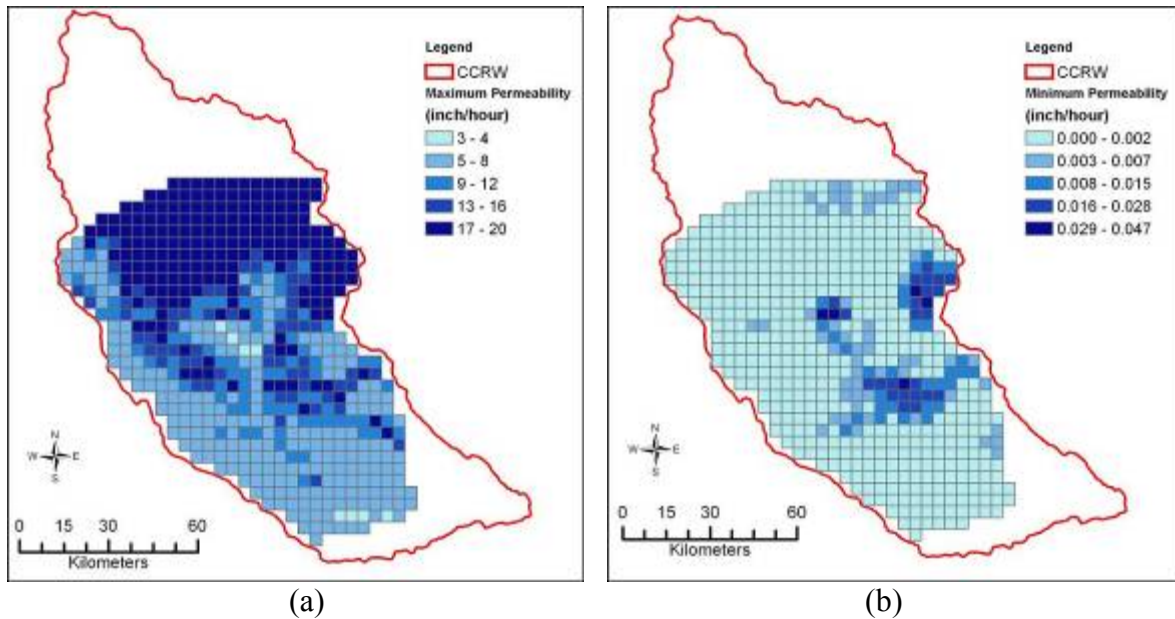 Legend
CCRW
Maximum Permeability
(inch/hour)
3 - 4
5 - 8
9 - 12
13 - 16
17 - 20
N
W E
S
0 15 30 60
Kilometers
(a)
Legend
CCRW
Minimum Permeability
(inch/hour)
0.000 - 0.002
0.003 - 0.007
0.008 - 0.015
0.016 - 0.028
0.029 - 0.047
N
W E
S
0 15 30 60
Kilometers
(b)